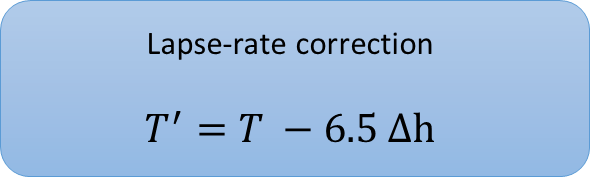 Lapse-rate correction
T′ = T − 6.5 Δh